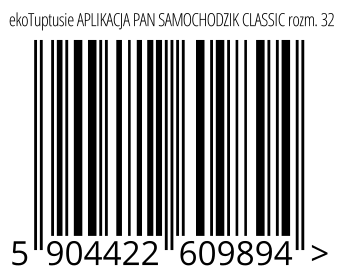 ekoTuptusie APLIKACJA PAN SAMOCHODZIK CLASSIC rozm. 32
5 904422 609894 >